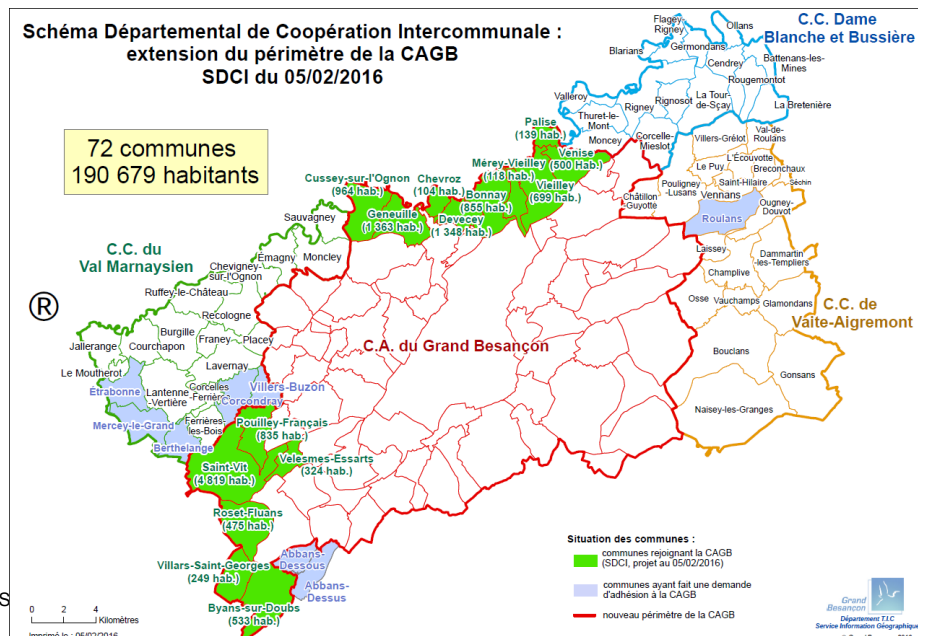 Schéma Départemental de Coopération Intercommunale :
extension du périmètre de la CAGB
SDCI du 05/02/2016
72 communes
190 679 habitants
C.C. Dame
Blanche et Bussière
Flagey-
Rigney
Ollans
Blarians
Germondans
Cendrey
Battenans-les-
Mines
Rougemontot
Valleroy
Thuret-le-
Mont
Rigney
Rignosot
La Tour-
de-Sçay
La Bretenière
Moncey
Corcelle-
Mieslot
Palise
(139 hab.)
Venise
(500 Hab.)
Mérey-Vieilley
(118 hab.)
Vieilley
(699 hab.)
Chevroz
(104 hab.)
Bonnay
(855 hab.)
Devecey
(1 348 hab.)
Cussey-sur-l'Ognon
(964 hab.)
Geneuille
(1 363 hab.)
Villers-Grélot
Val-de-
Roulans
L'Écouvotte
Le Puy
Breconchaux
Pouligney
-Lusans
Saint-Hilaire
Séchin
Vennans
Châtillon
Guyotte
Roulans
Ougney-
Douvot
Laissey
Dammartin
-les-Templiers
Champlive
Osse
Vauchamps
Glamondans
C.C. de
Vaite-Aigremont
Bouclans
Gonsans
Naisey-les-Granges
Sauvagney
C.C. du
Val Marnaysien
Émagny
Moncley
Chevigney-
sur-l'Ognon
Ruffey-le-Château
®
Recologne
Burgille
Franey
Placey
Jallerange
Courchapon
C.A. du Grand Besançon
Le Moutherot
Lavernay
Étrabonne
Lantenne
-Vertière
Corcelles
-Ferrières
Villers-Buzon
Corcondray
Mercey-le-Grand
Ferrières-
les-Bois
Pouilley-Français
(835 hab.)
Berthelange
Saint-Vit
(4 819 hab.)
Velesmes-Essarts
(324 hab.)
Roset-Fluans
(475 hab.)
Abbans-
Dessous
Villars-Saint-Georges
(249 hab.)
Abbans-
Dessus
Byans-sur-Doubs
(533 hab.)
s
0 2 4
Kilomètres
Imprimé le : 05/02/2016
Situation des communes :
communes rejoignant la CAGB
(SDCI, projet au 05/02/2016)
communes ayant fait une demande
d'adhésion à la CAGB
nouveau périmètre de la CAGB
Grand
Besançon
Département T.I.C
Service Information Géographique